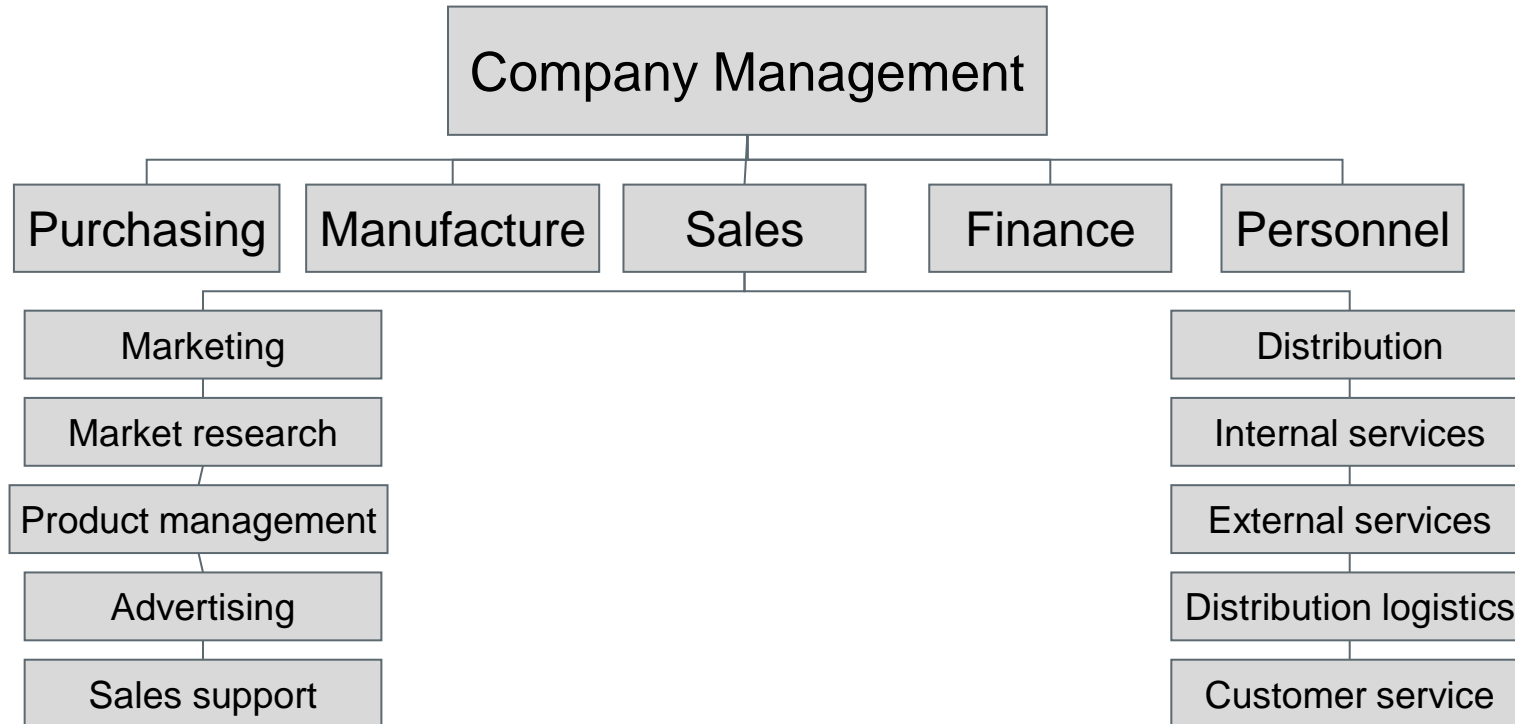 Company Management
Purchasing
Manufacture
Sales
Finance
Personnel
Marketing
Market research
Product management
Advertising
Sales support
Distribution
Internal services
External services
Distribution logistics
Customer service